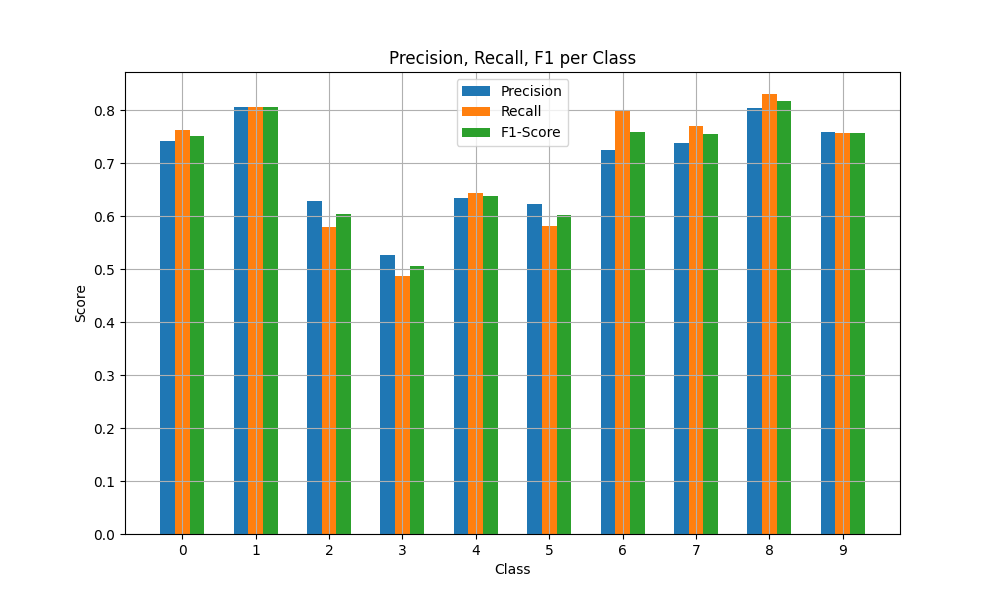 Precision, Recall, F1 per Class
Precision
Recall
F1-Score
Score
0.8
0.7
0.6
0.5
0.4
0.3
0.2
0.1
0.0
0 1 2 3 4 5 6 7 8 9
Class